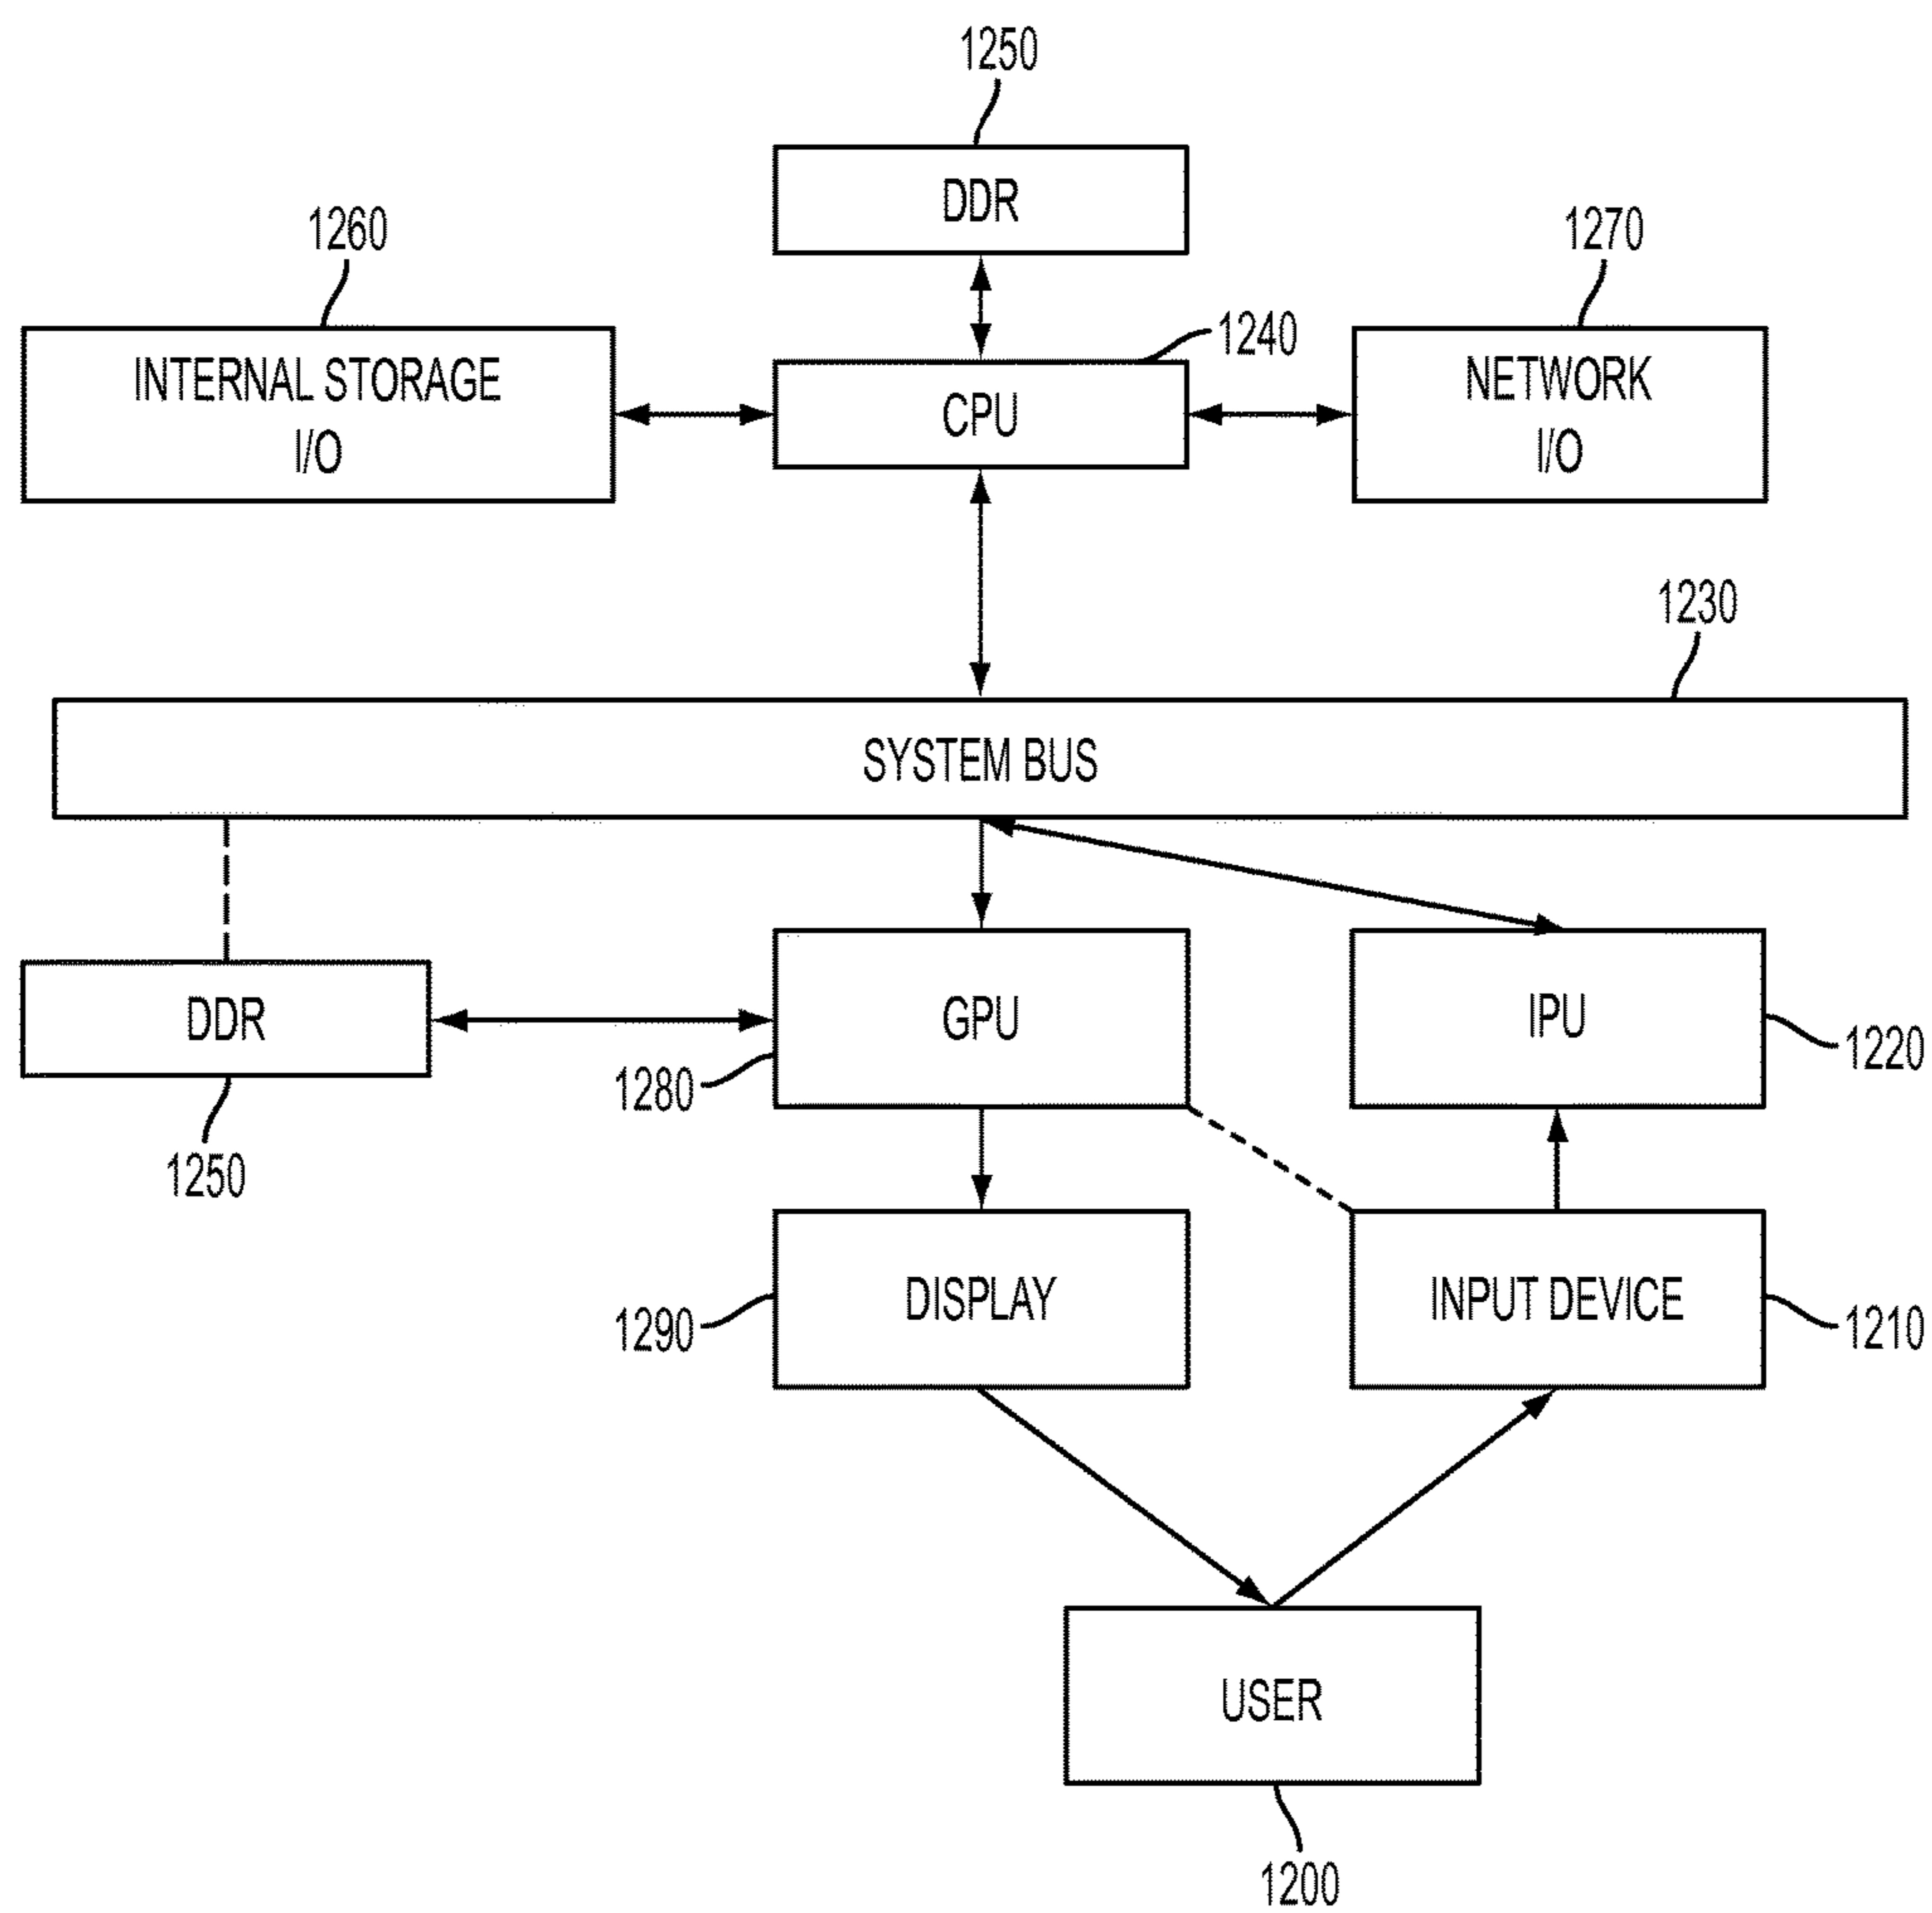 1250
DDR
1260
1270
1240
INTERNAL STORAGE
I/O
CPU
NETWORK
I/O
1230
SYSTEM BUS
DDR
GPU
IPU
1280
1220
1250
DISPLAY
INPUT DEVICE
1290
1210
USER
1200